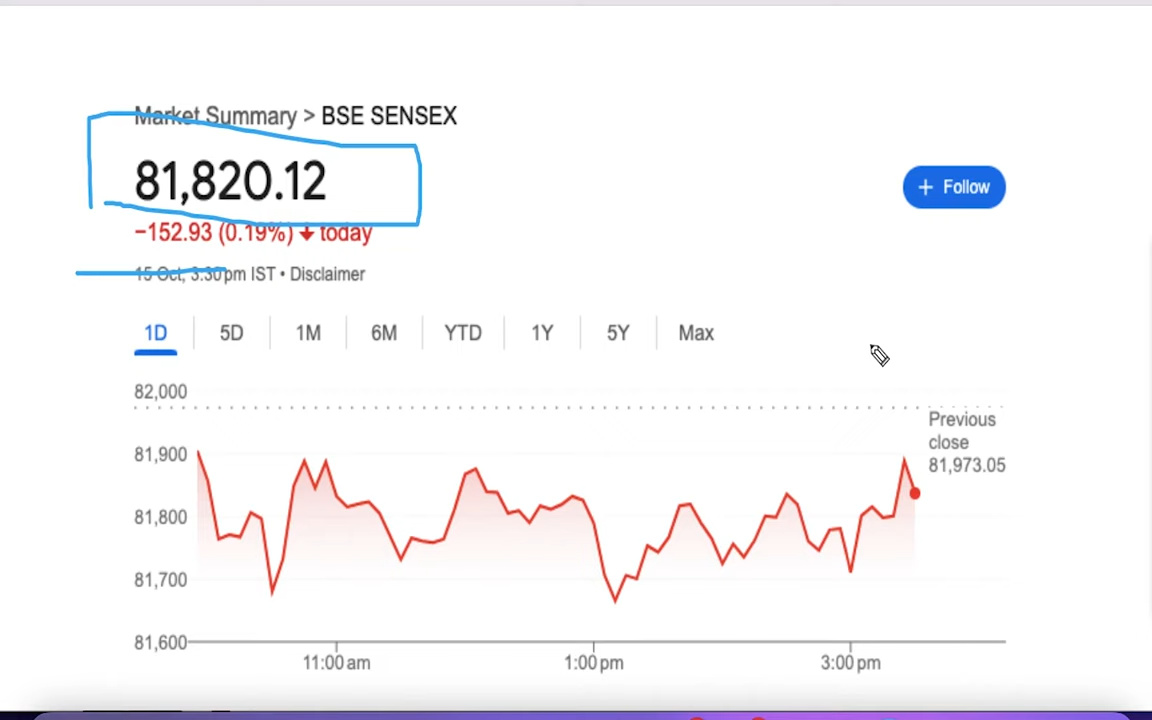 Market Summary > BSE SENSEX
81,820.12
+ Follow
−152.93 (0.19%) ↓ today
15 Oct, 3:30pm IST • Disclaimer
1D 5D 1M 6M YTD 1Y 5Y Max
82,000
Previous
close
81,973.05
81,900
81,800
81,700
81,600
11:00 am 1:00 pm 3:00 pm